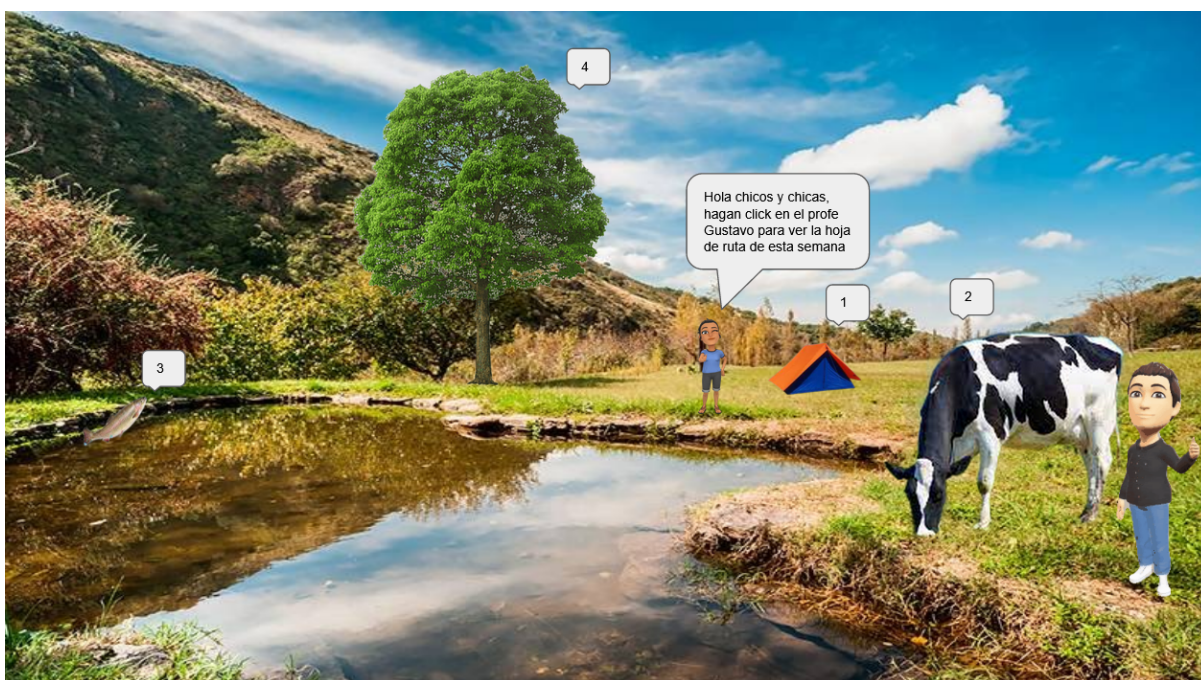 4
Hola chicos y chicas,
hagan click en el profe
Gustavo para ver la hoja
de ruta de esta semana
1
2
3